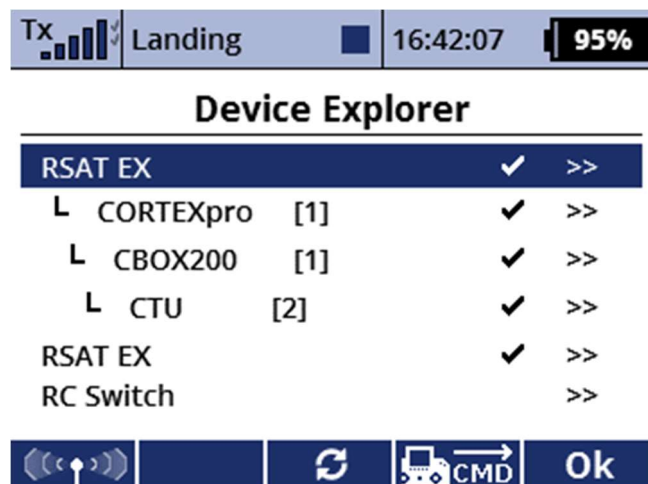 Tx Landing 16:42:07 95%
Device Explorer
RSAT EX >>
CORTEXpro [1] >>
CBOX200 [1] >>
CTU [2] >>
RSAT EX >>
RC Switch >>
CMD Ok